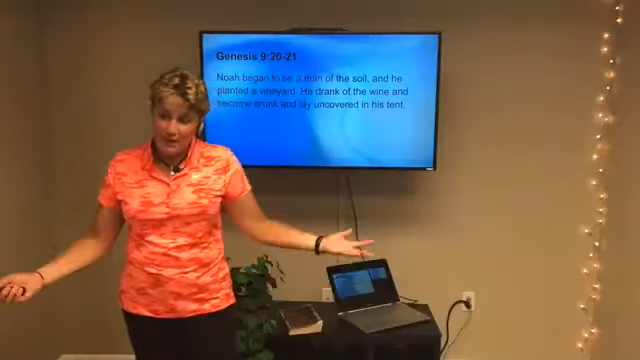 Genesis 9:20-21
Noah began to be a man of the soil, and he
planted a vineyard. He drank of the wine and
became drunk and lay uncovered in his tent.